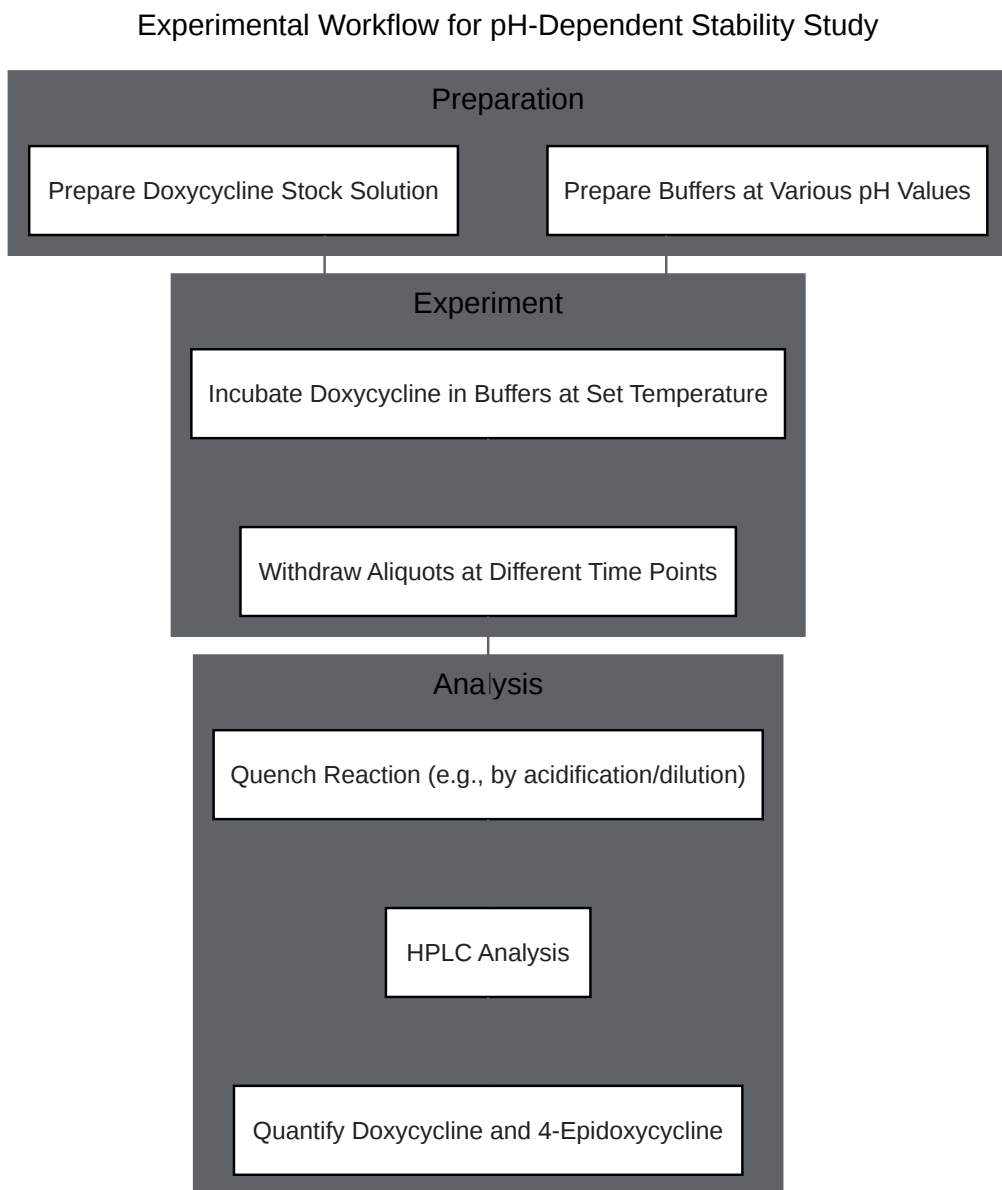 Experimental Workflow for pH-Dependent Stability Study
Preparation
Prepare Doxycycline Stock Solution
Prepare Buffers at Various pH Values
Experiment
Incubate Doxycycline in Buffers at Set Temperature
Withdraw Aliquots at Different Time Points
Analysis
Quench Reaction (e.g., by acidification/dilution)
HPLC Analysis
Quantify Doxycycline and 4-Epidoxycycline